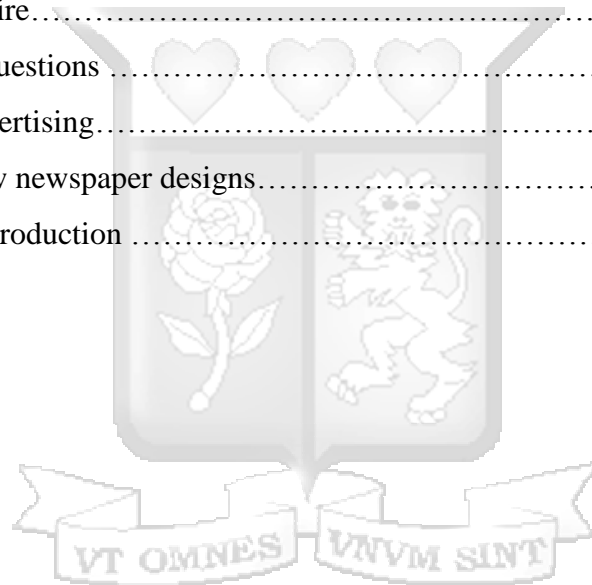 ire……………………………………………………
uestions ……………………………………………
ertising………………………………………………
y newspaper designs…………………………………
roduction ……………………………………………
VT OMNES VNVM SINT